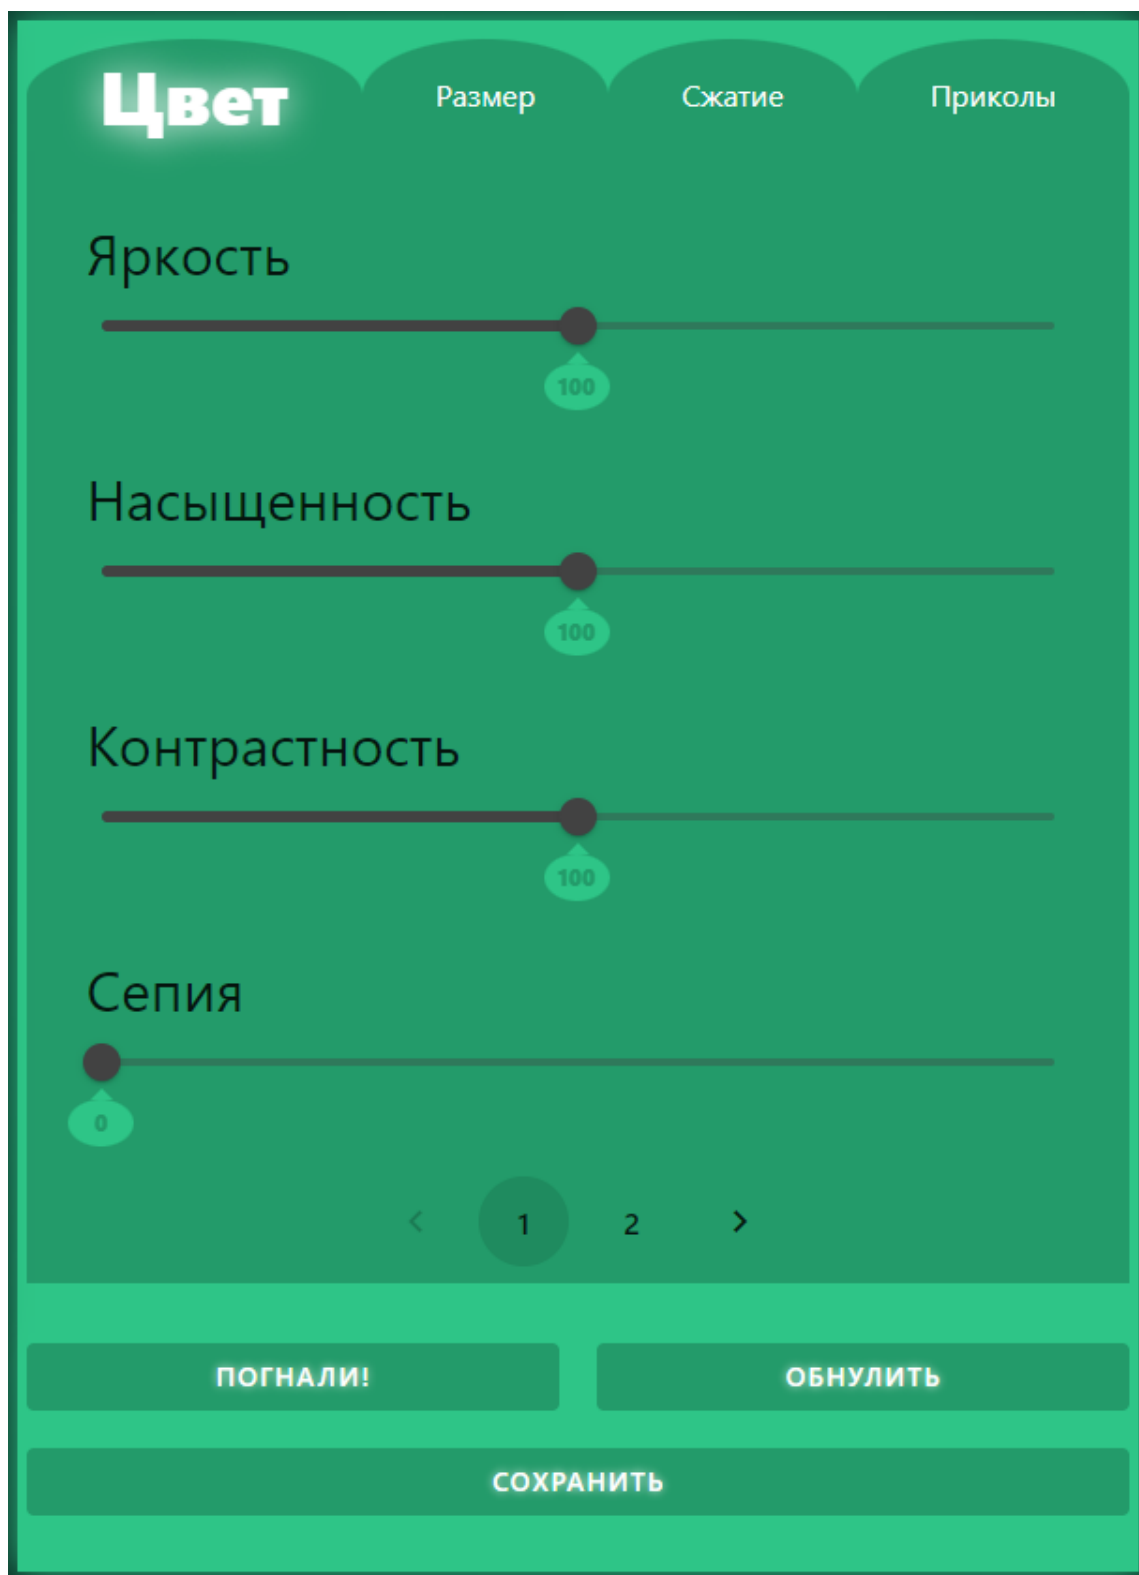 Цвет Размер Сжатие Приколы
Яркость
100
Насыщенность
100
Контрастность
100
Сепия
0
1 2
ПОГНАЛИ! ОБНУЛИТЬ
СОХРАНИТЬ